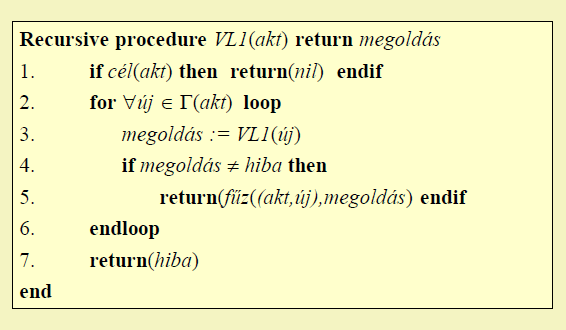 Recursive procedure VL1(akt) return megoldás
1. if cél(akt) then return(nil) endif
2. for ∀új ∈ Γ(akt) loop
3. megoldás := VL1(új)
4. if megoldás ≠ hiba then
5. return(fűz((akt,új),megoldás) endif
6. endloop
7. return(hiba)
end